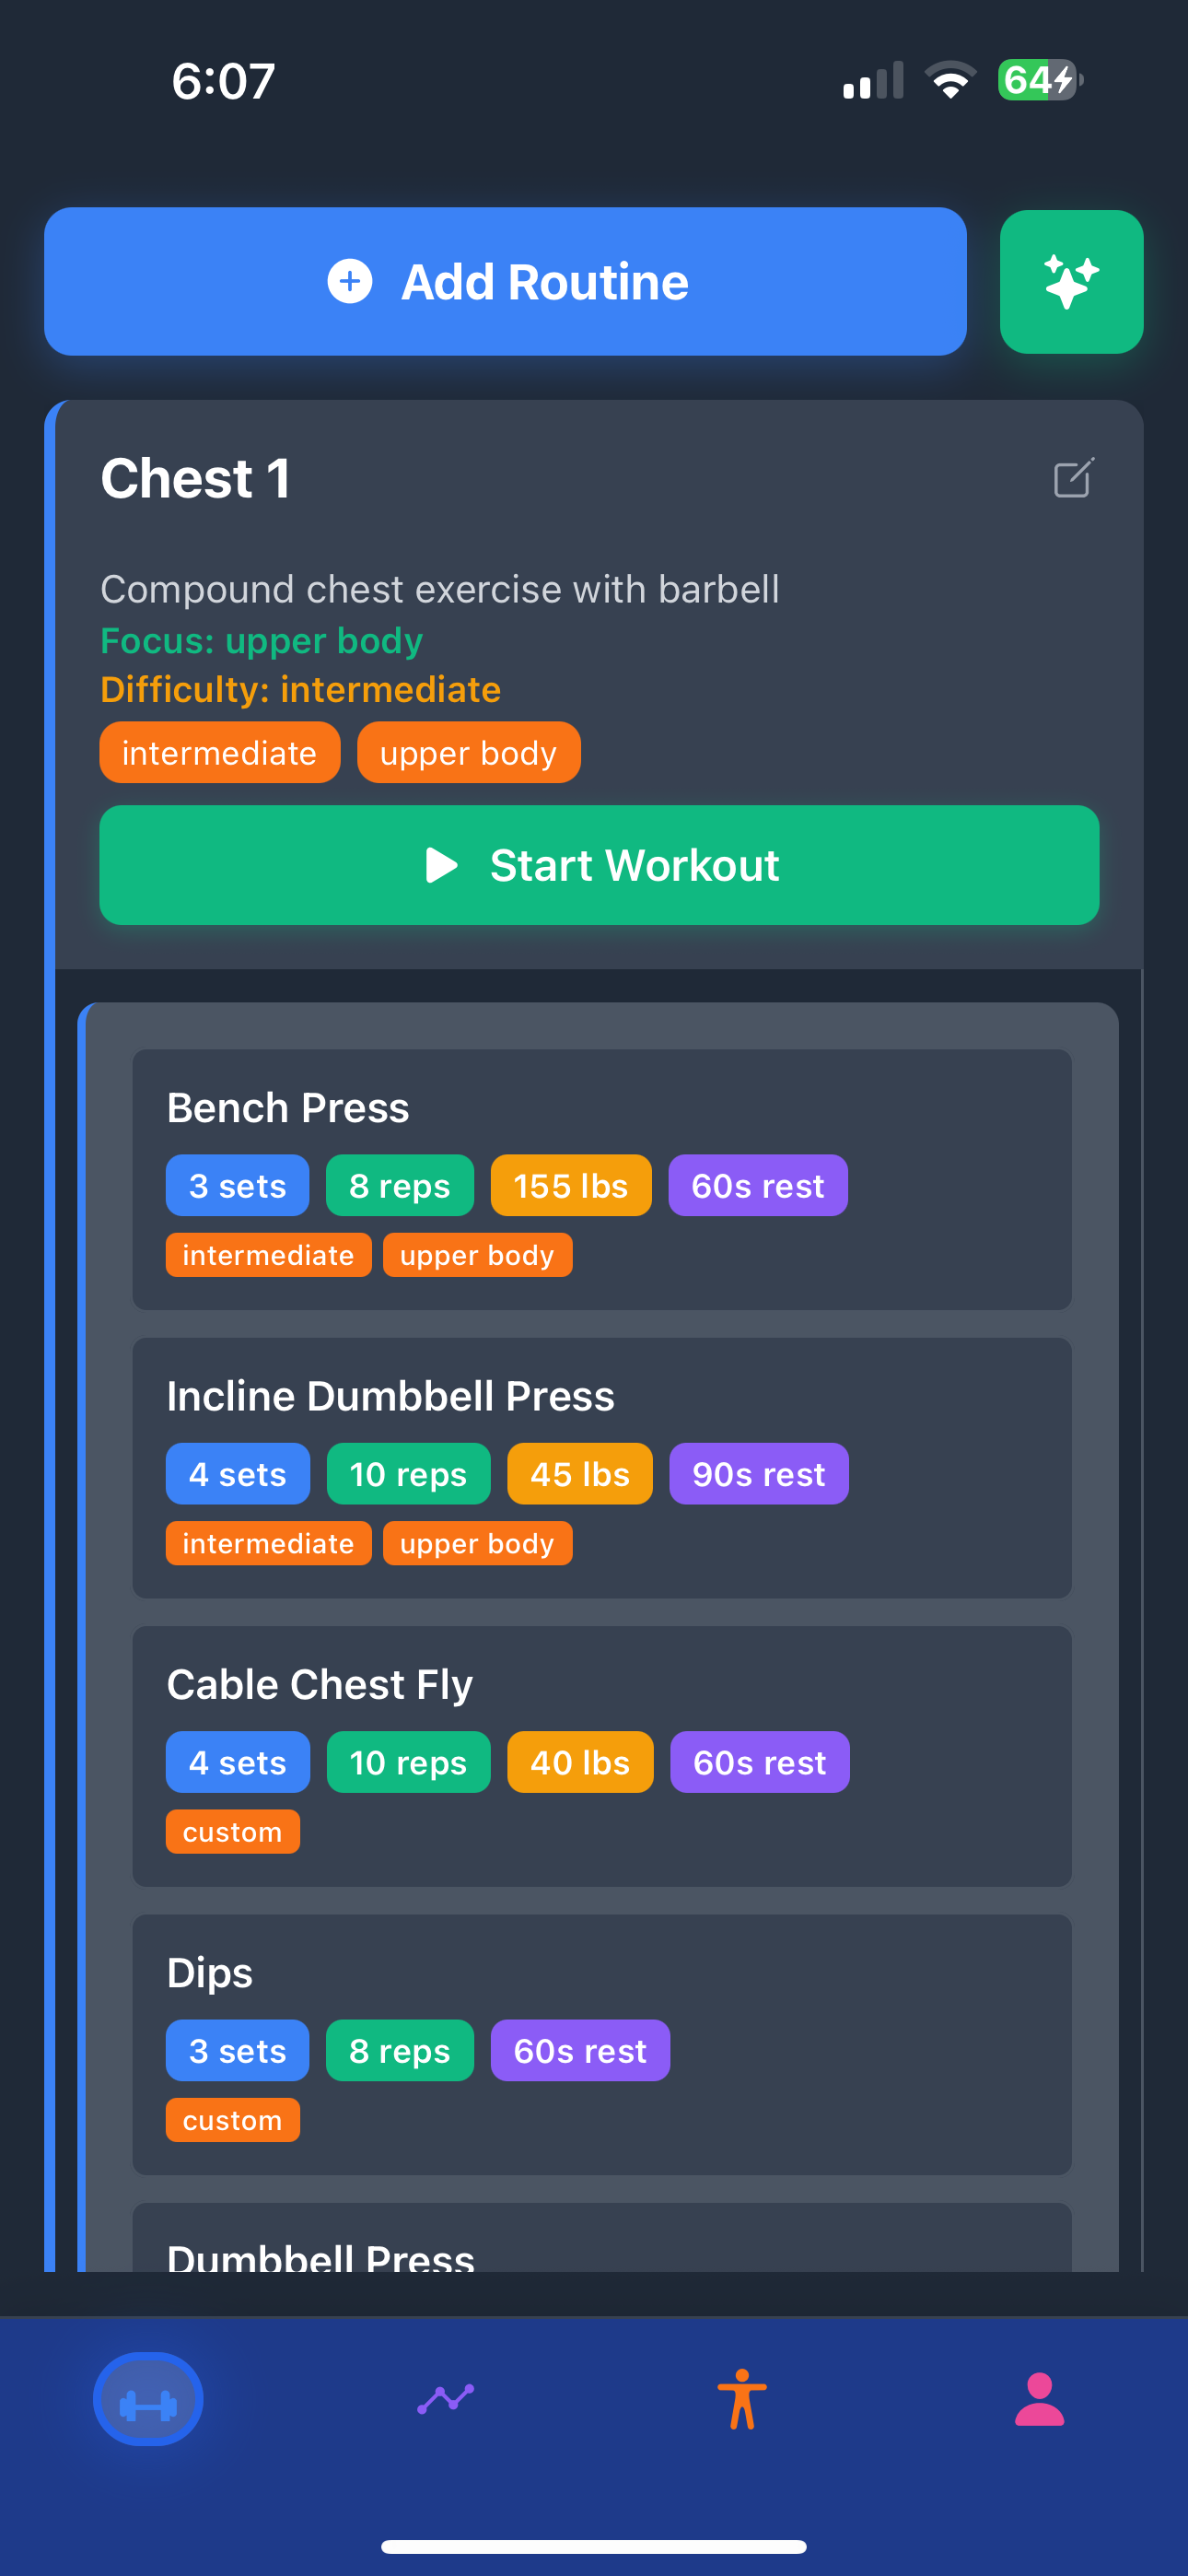 6:07
64
Add Routine
Chest 1
Compound chest exercise with barbell
Focus: upper body
Difficulty: intermediate
intermediate upper body
Start Workout
Bench Press
3 sets 8 reps 155 lbs 60s rest
intermediate upper body
Incline Dumbbell Press
4 sets 10 reps 45 lbs 90s rest
intermediate upper body
Cable Chest Fly
4 sets 10 reps 40 lbs 60s rest
custom
Dips
3 sets 8 reps 60s rest
custom
Dumbbell Press